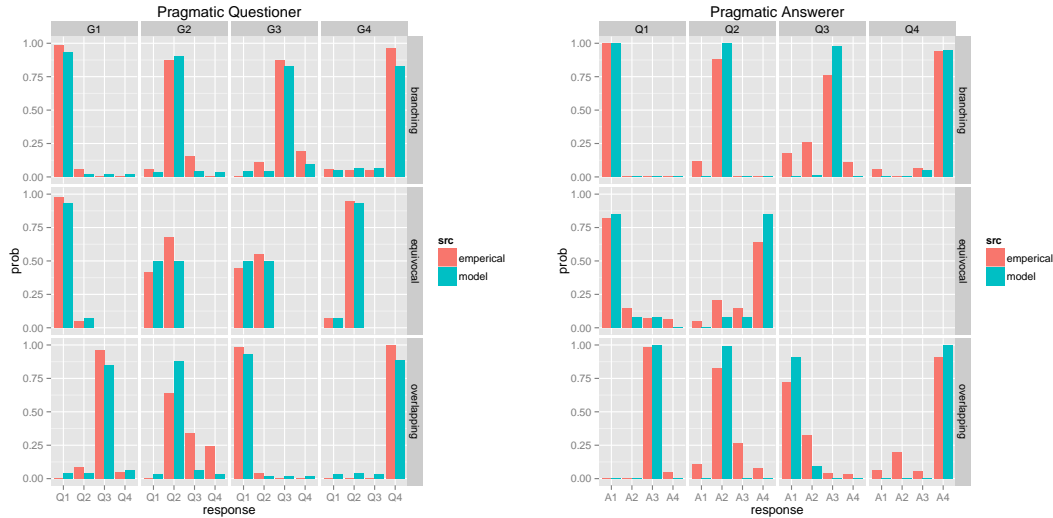 Pragmatic Questioner
G1 G2 G3 G4
1.00
0.75
0.50
0.25
0.00
branching
1.00
0.75
0.50
0.25
0.00
equivocal
1.00
0.75
0.50
0.25
0.00
overlapping
prob
Q1 Q2 Q3 Q4 Q1 Q2 Q3 Q4 Q1 Q2 Q3 Q4 Q1 Q2 Q3 Q4
response
src
emperical
model
Pragmatic Answerer
Q1 Q2 Q3 Q4
1.00
0.75
0.50
0.25
0.00
branching
1.00
0.75
0.50
0.25
0.00
equivocal
1.00
0.75
0.50
0.25
0.00
overlapping
prob
A1 A2 A3 A4 A1 A2 A3 A4 A1 A2 A3 A4 A1 A2 A3 A4
response
src
emperical
model